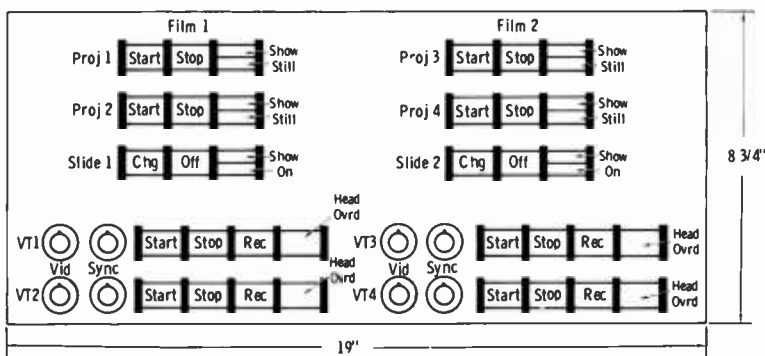 Film 1
Film 2
Proj 1 Start Stop Show Still
Proj 3 Start Stop Show Still
Proj 2 Start Stop Show Still
Proj 4 Start Stop Show Still
Slide 1 Chg Off Show On
Slide 2 Chg Off Show On
8 3/4"
VT1 Start Stop Rec Head Ovrd
VT3 Start Stop Rec Head Ovrd
Vid Sync
Vid Sync
VT2 Start Stop Rec Head Ovrd
VT4 Start Stop Rec Head Ovrd
19"